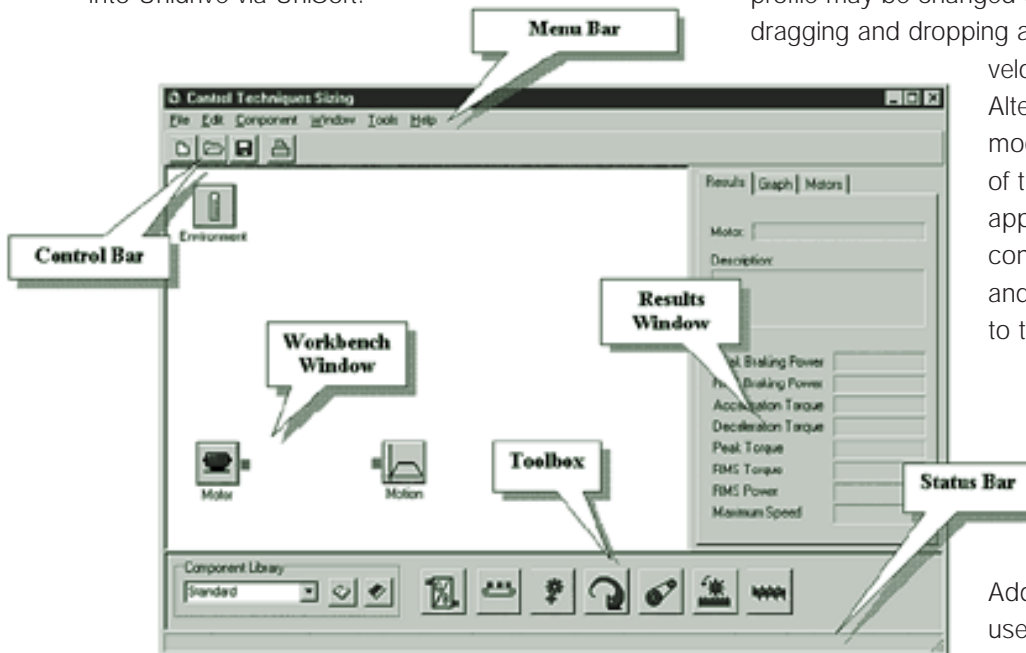 into Unidrive via UniSoft.
profile may be changed
dragging and dropping a
Menu Bar
Control Techniques Sizing
File Edit Component Window Tools Help
Environment
Control Bar
Workbench
Window
Motor
Motion
Toolbox
Results Graph Motors
Motor:
Description:
Results
Window
Braking Power
Braking Power
Acceleration Torque
Deceleration Torque
Peak Torque
RMS Torque
RMS Power
Maximum Speed
Status Bar
Component Library
Standard
velo
Alte
mod
of t
app
con
and
to t
Add
use